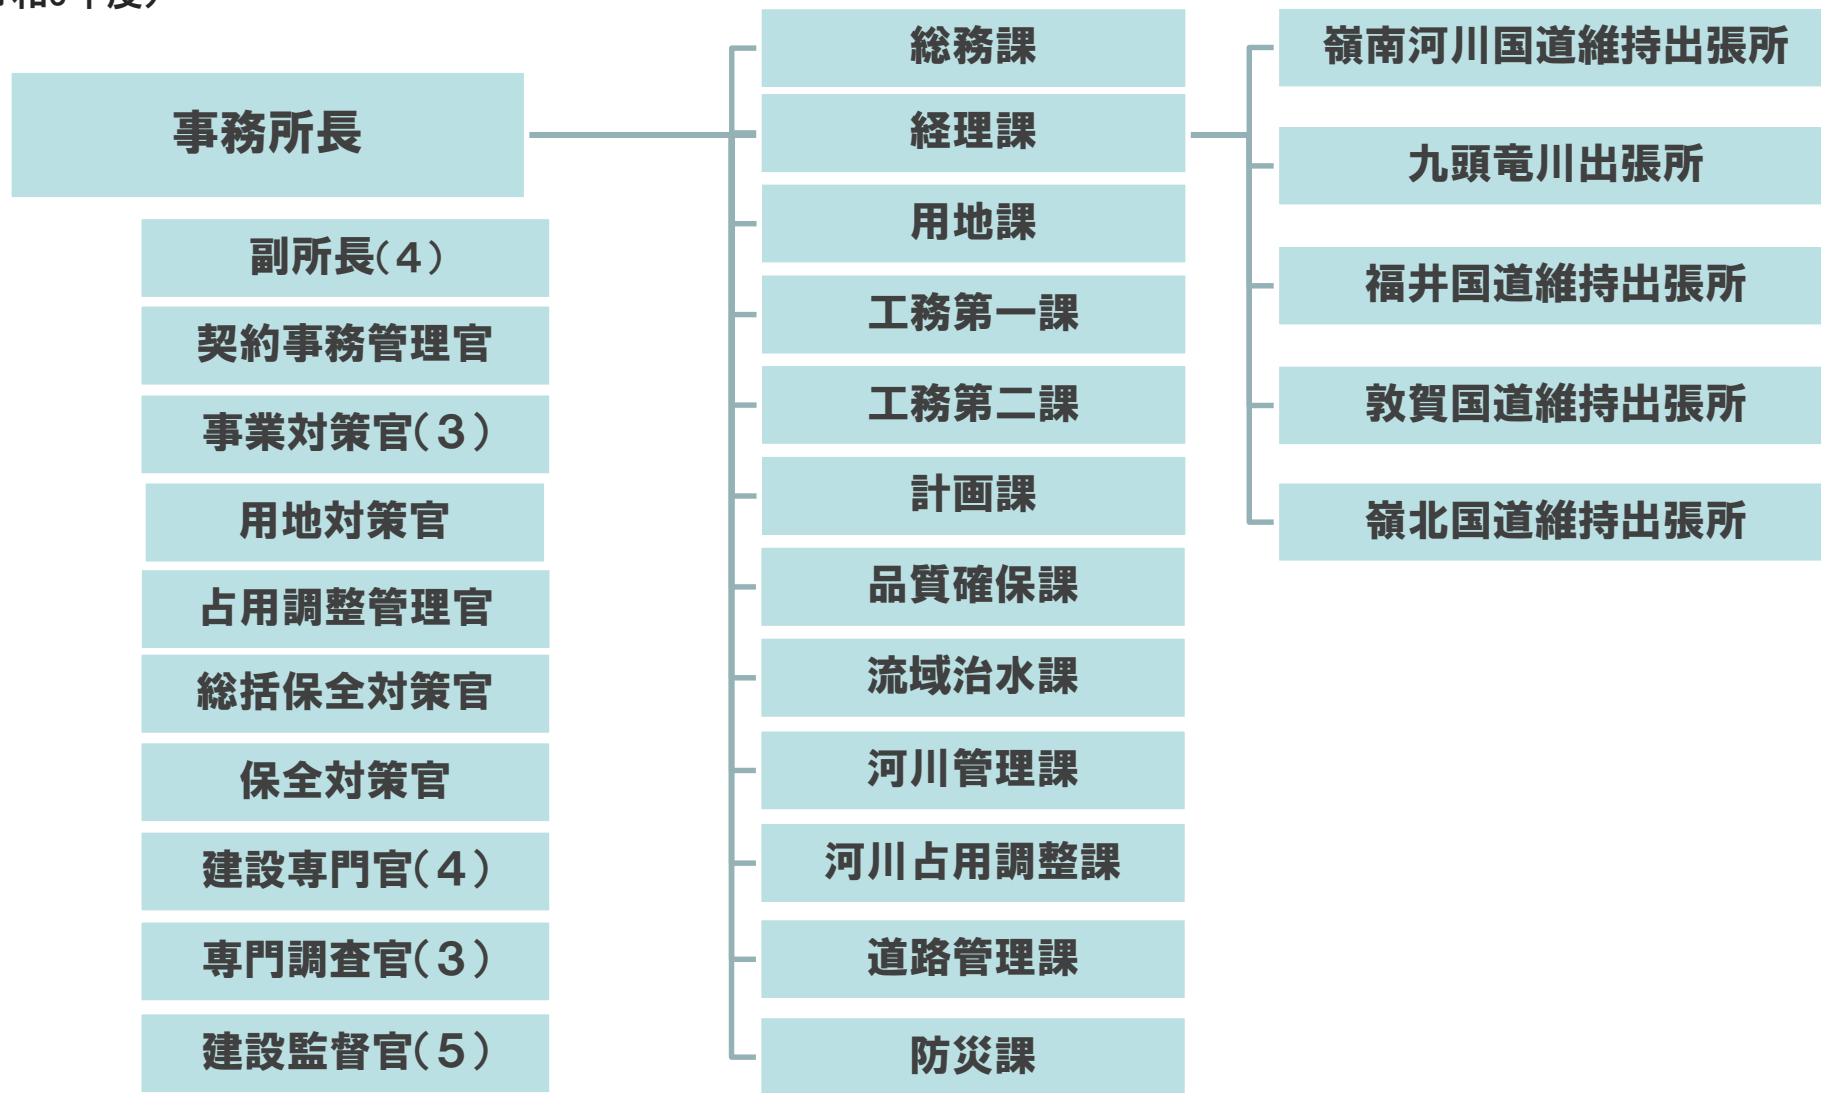 事務所長
副所長(4)
契約事務管理官
事業対策官(3)
用地対策官
占用調整管理官
総括保全対策官
保全対策官
建設専門官(4)
専門調査官(3)
建設監督官(5)
総務課
経理課
用地課
工務第一課
工務第二課
計画課
品質確保課
流域治水課
河川管理課
河川占用調整課
道路管理課
防災課
嶺南河川国道維持出張所
九頭竜川出張所
福井国道維持出張所
敦賀国道維持出張所
嶺北国道維持出張所